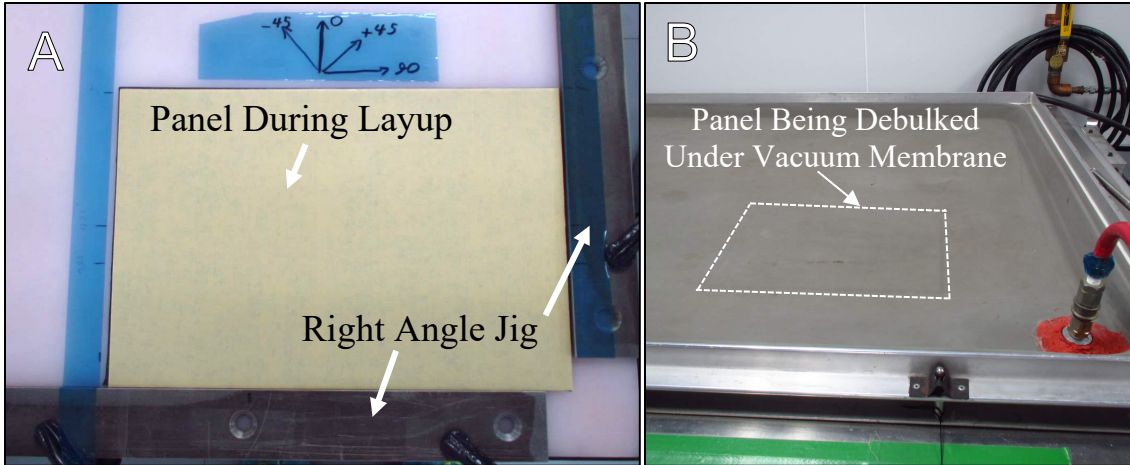 A
-45
0
+45
90
Panel During Layup
Right Angle Jig
B
Panel Being Debulked
Under Vacuum Membrane